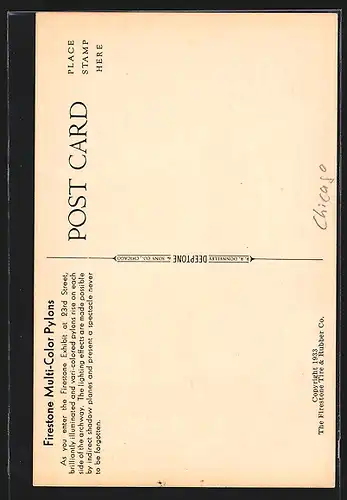 Firestone Multi-Color Pylons
As you enter the Firestone Exhibit at 23rd Street,
brilliantly illuminated and vari-colored pylons rise on each
side of the archway. The lighting effects are made possible
by indirect shadow planes and present a spectacle never
to be forgotten.
Copyright 1933
The Firestone Tire & Rubber Co.
R. R. DONNELLEY DEEPTONE & SONS CO., CHICAGO
POST CARD
PLACE
STAMP
HERE
Chicago